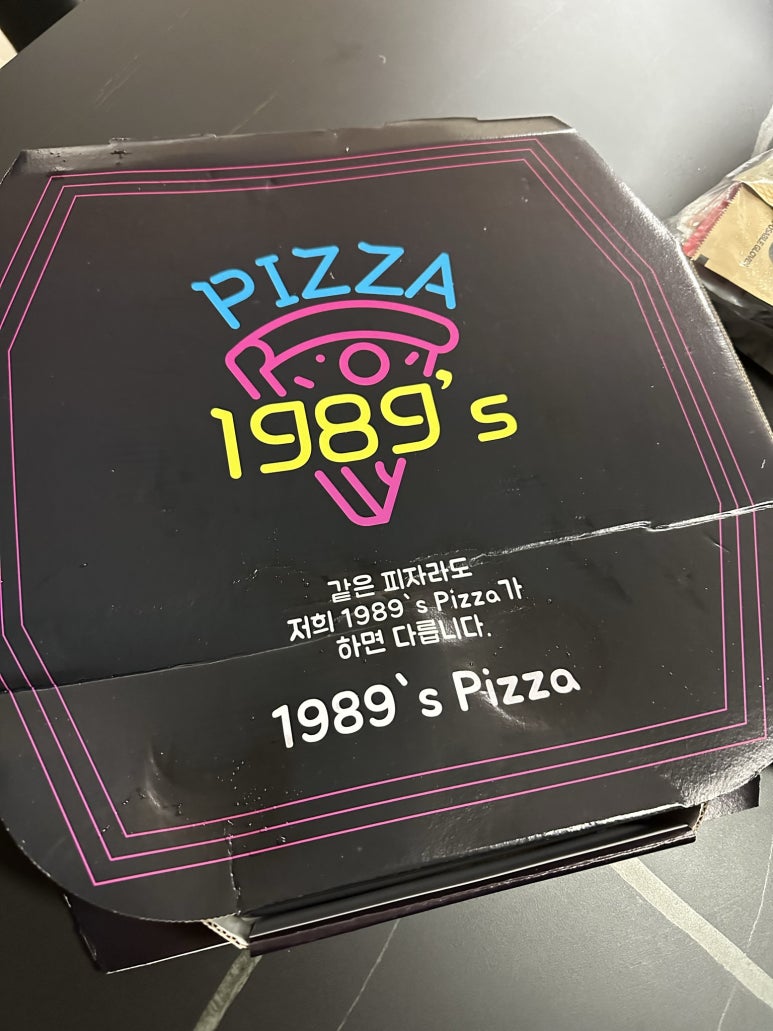 PIZZA
1989's
같은 피자라도
저희 1989`s Pizza가
하면 다릅니다.
1989`s Pizza